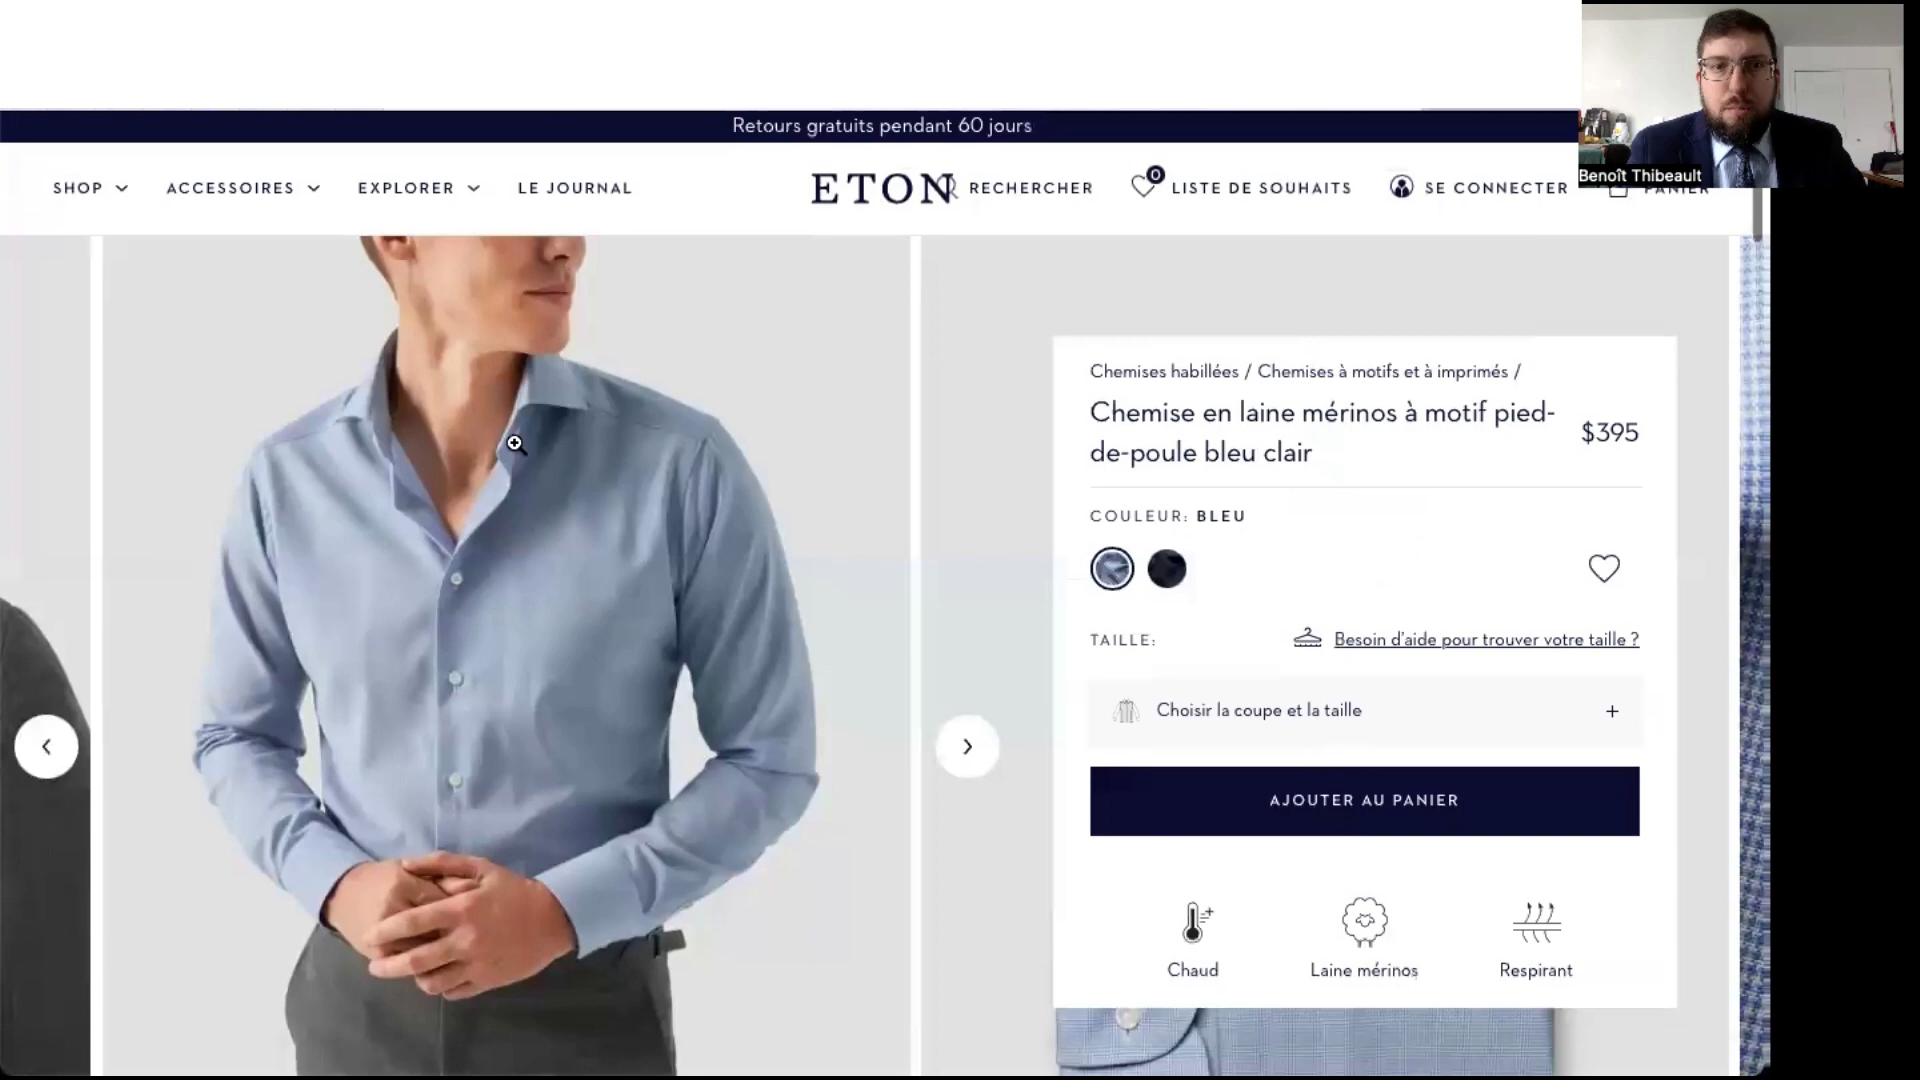 Retours gratuits pendant 60 jours
SHOP
ACCESSOIRES
EXPLORER
LE JOURNAL
ETON
RECHERCHER
0
LISTE DE SOUHAITS
SE CONNECTER
PANIER
Benoît Thibeault
Chemises habillées / Chemises à motifs et à imprimés /
Chemise en laine mérinos à motif pied-
de-poule bleu clair
$395
COULEUR: BLEU
TAILLE:
Besoin d'aide pour trouver votre taille ?
Choisir la coupe et la taille
+
AJOUTER AU PANIER
Chaud
Laine mérinos
Respirant